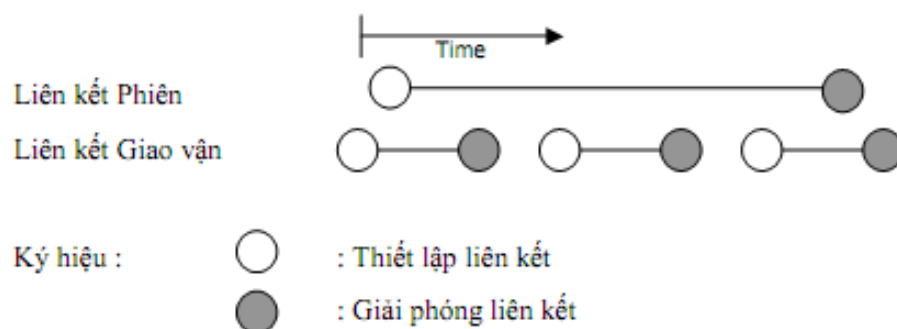 Time
Liên kết Phiên
Liên kết Giao vận
Ký hiệu :
: Thiết lập liên kết
: Giải phóng liên kết